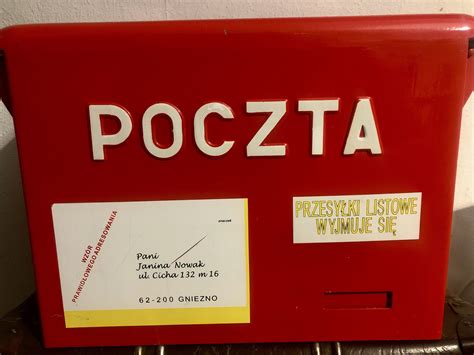 POCZTA
PRZESYŁKI LISTOWE
WYJMUJE SIĘ
WZÓR
PRAWIDŁOWEGO ADRESOWANIA
Pani
Janina Nowak
ul. Cicha 132 m 16
62-200 GNIEZNO